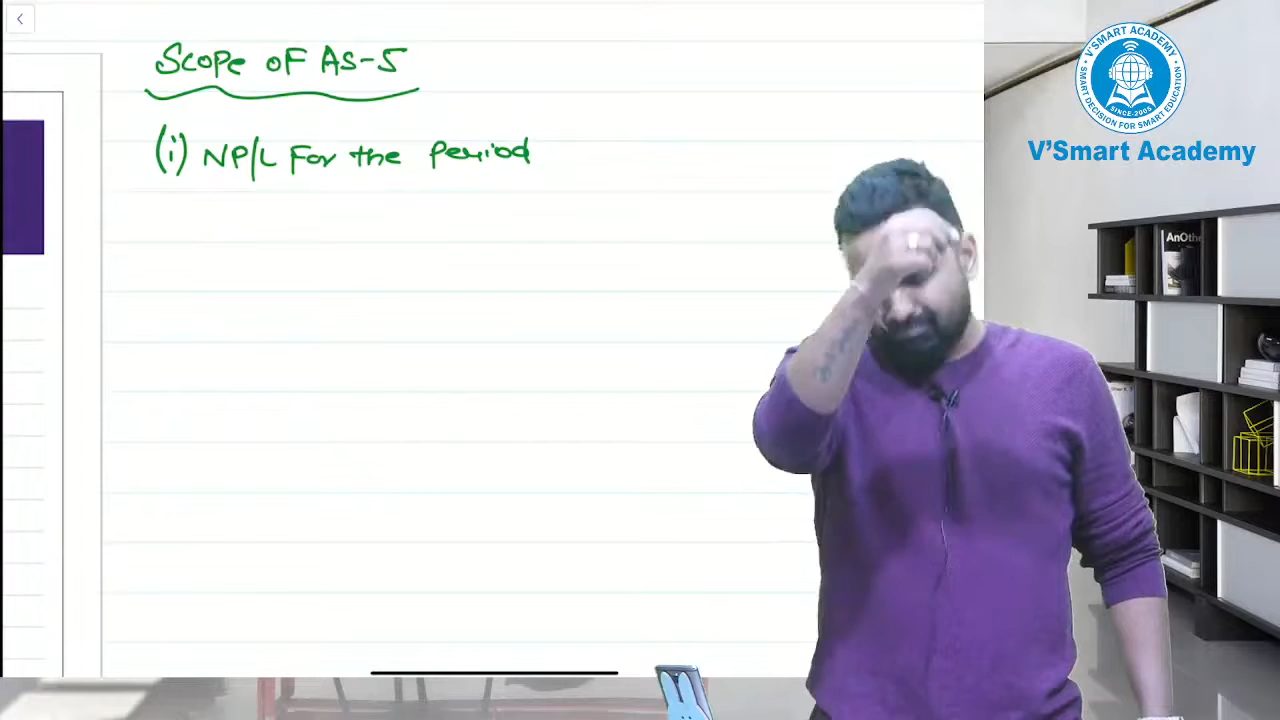 Scope OF AS-5
(i) NP/L For the period
V'SMART ACADEMY
SMART DECISION FOR SMART EDUCATION
SINCE-2005
V'Smart Academy
AnOthe